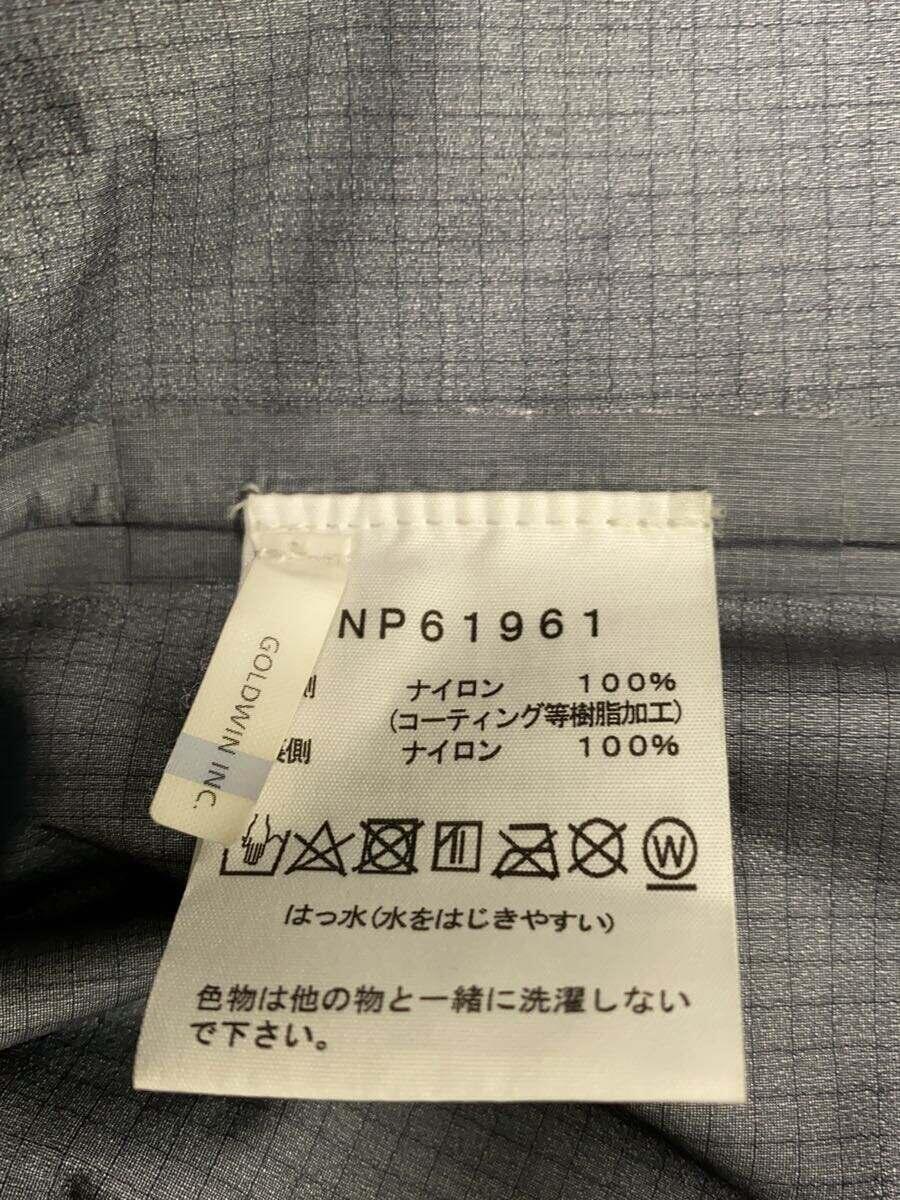 NP61961
側 ナイロン 100%
(コーティング等樹脂加工)
裏側 ナイロン 100%
GOLDWIN INC.
W
はっ水(水をはじきやすい)
色物は他の物と一緒に洗濯しない
で下さい。